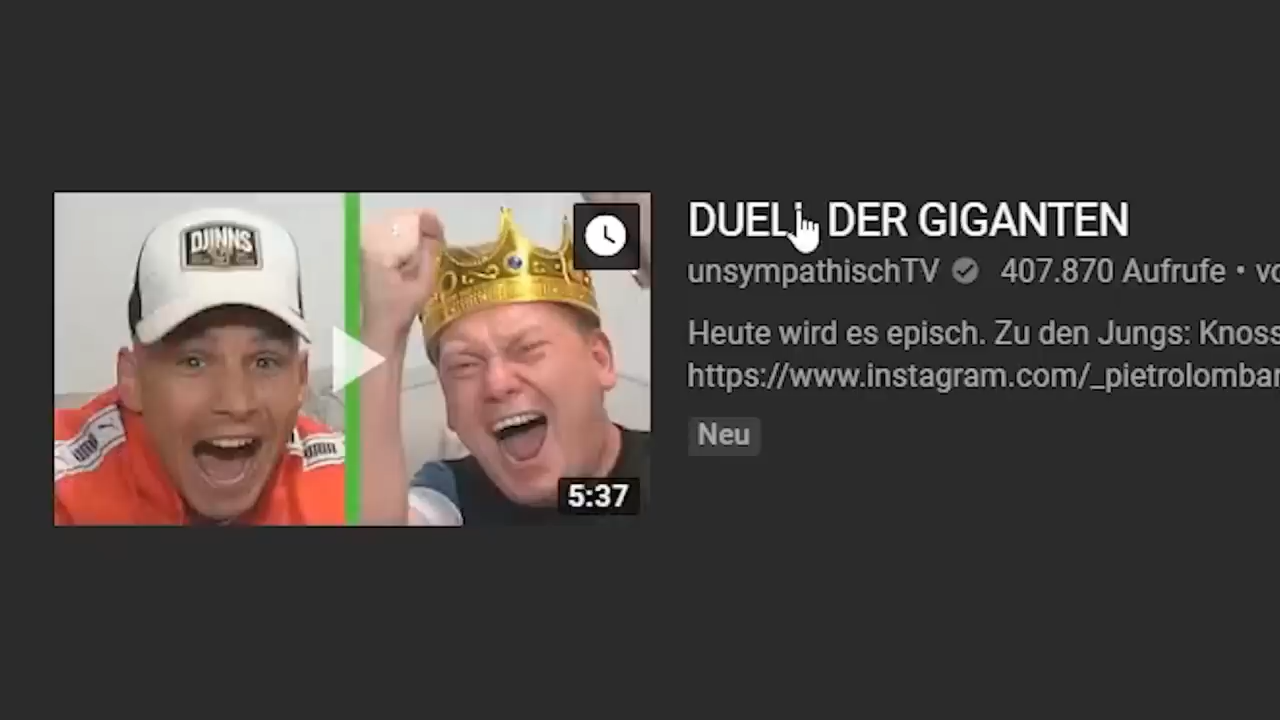 DJINNS
PUMA
5:37
DUELL DER GIGANTEN
unsympathischTV 407.870 Aufrufe •
Heute wird es episch. Zu den Jungs:
https://www.instagram.com/_pietrolombar
Neu